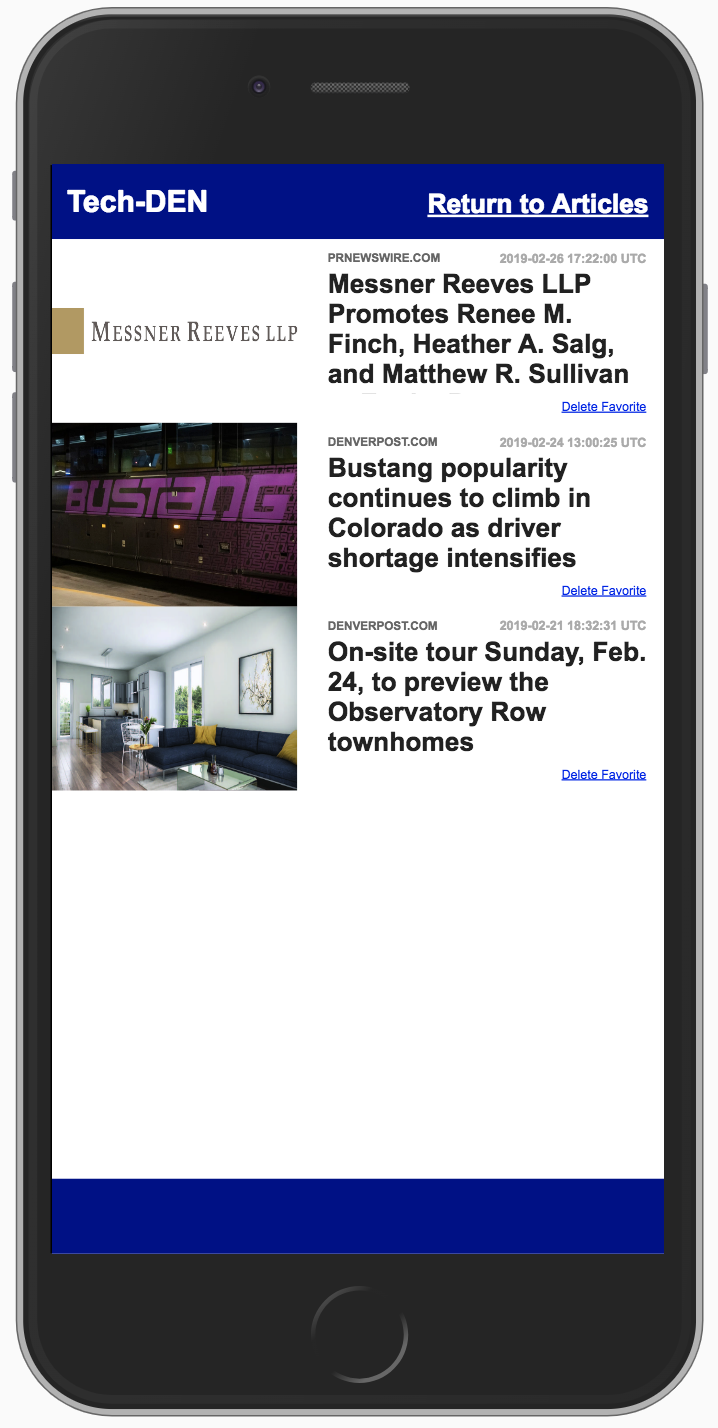 Tech-DEN
Return to Articles
MESSNER REEVES LLP
PRNEWSWIRE.COM 2019-02-26 17:22:00 UTC
Messner Reeves LLP
Promotes Renee M.
Finch, Heather A. Salg,
and Matthew R. Sullivan
Delete Favorite
BUSTANG
DENVERPOST.COM 2019-02-24 13:00:25 UTC
Bustang popularity
continues to climb in
Colorado as driver
shortage intensifies
Delete Favorite
DENVERPOST.COM 2019-02-21 18:32:31 UTC
On-site tour Sunday, Feb.
24, to preview the
Observatory Row
townhomes
Delete Favorite